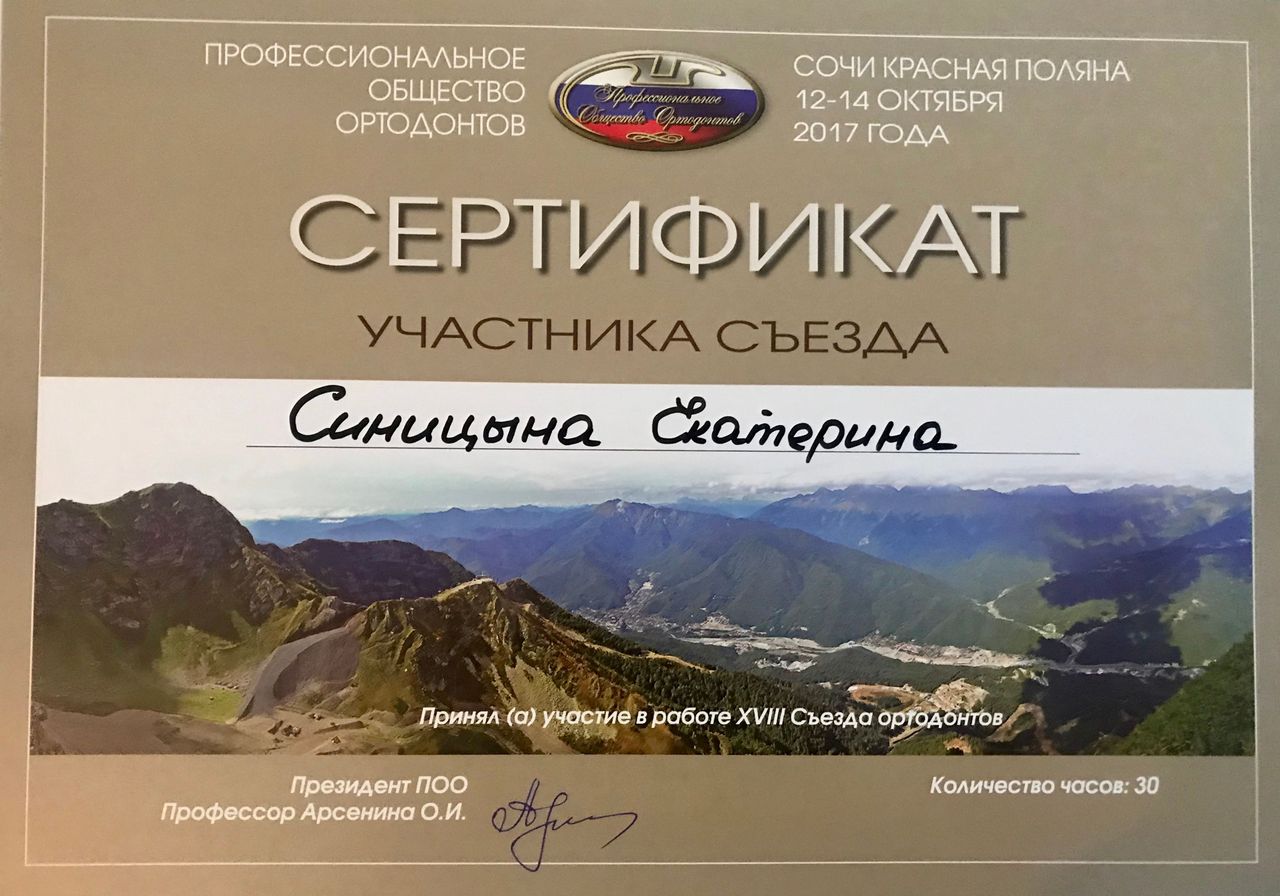 ПРОФЕССИОНАЛЬНОЕ
ОБЩЕСТВО
ОРТОДОНТОВ
Профессиональное
Общество Ортодонтов
СОЧИ КРАСНАЯ ПОЛЯНА
12-14 ОКТЯБРЯ
2017 ГОДА
СЕРТИФИКАТ
УЧАСТНИКА СЪЕЗДА
Синицына Екатерина
Принял (а) участие в работе XVIII Съезда ортодонтов
Президент ПОО
Профессор Арсенина О.И.
Количество часов: 30